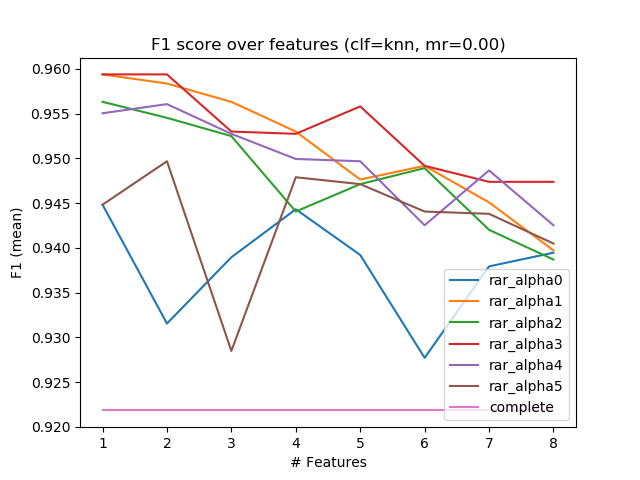 F1 score over features (clf=knn, mr=0.00)
0.960
0.955
0.950
0.945
0.940
0.935
0.930
0.925
0.920
F1 (mean)
rar_alpha0
rar_alpha1
rar_alpha2
rar_alpha3
rar_alpha4
rar_alpha5
complete
1 2 3 4 5 6 7 8
# Features